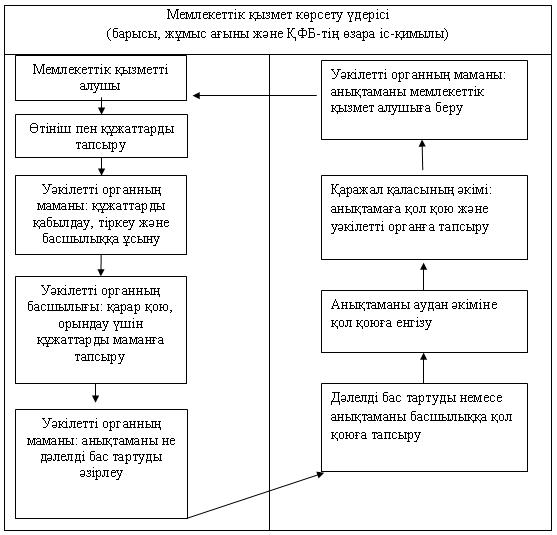 Мемлекеттік қызмет көрсету үдерісі
(барысы, жұмыс ағыны және ҚФБ-тің өзара іс-қимылы)
Мемлекеттік қызметті
алушы
Өтініш пен құжаттарды
тапсыру
Уәкілетті органның
маманы: құжаттарды
қабылдау, тіркеу және
басшылыққа ұсыну
Уәкілетті органның
басшылығы: қарар қою,
орындау үшін
құжаттарды маманға
тапсыру
Уәкілетті органның
маманы: анықтаманы не
дәлелді бас тартуды
әзірлеу
Дәлелді бас тартуды немесе
анықтаманы басшылыққа қол
қоюға тапсыру
Анықтаманы аудан әкіміне
қол қоюға енгізу
Қаражал қаласының әкімі:
анықтамаға қол қою және
уәкілетті органға тапсыру
Уәкілетті органның маманы:
анықтаманы мемлекеттік
қызмет алушыға беру